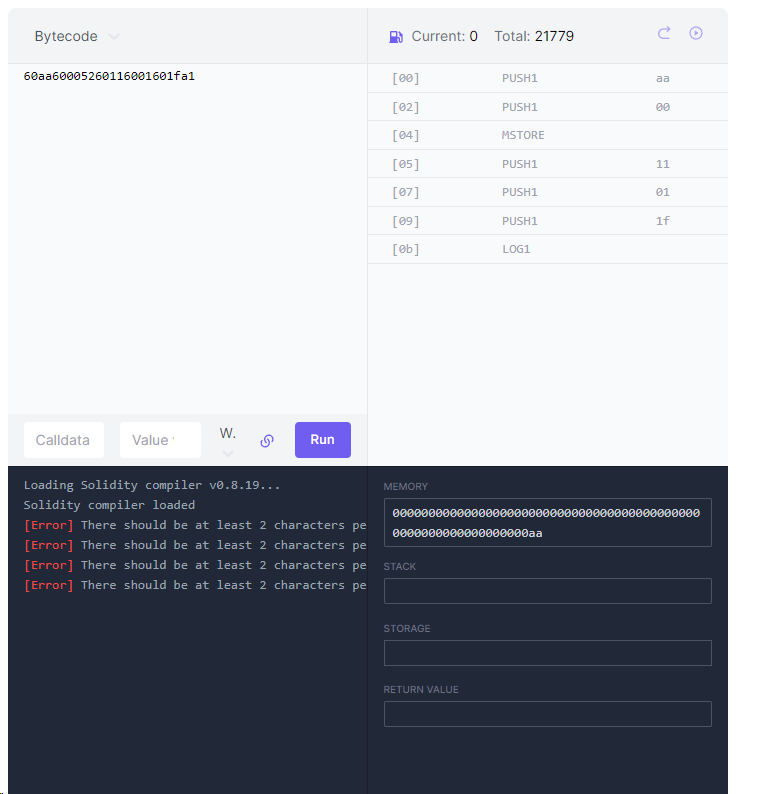 Bytecode
Current: 0 Total: 21779
60aa60005260116001601fa1
[00] PUSH1 aa
[02] PUSH1 00
[04] MSTORE
[05] PUSH1 11
[07] PUSH1 01
[09] PUSH1 1f
[0b] LOG1
Calldata Value W. Run
Loading Solidity compiler v0.8.19...
Solidity compiler loaded
[Error] There should be at least 2 characters pe
[Error] There should be at least 2 characters pe
[Error] There should be at least 2 characters pe
[Error] There should be at least 2 characters pe
MEMORY
0000000000000000000000000000000000000000000
0000000000000000000aa
STACK
STORAGE
RETURN VALUE